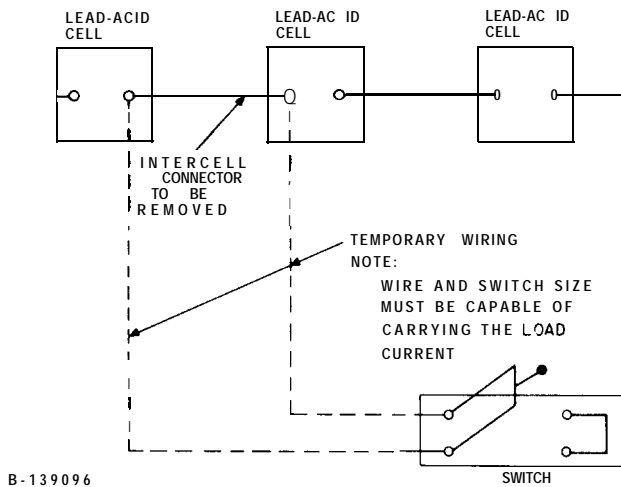 LEAD-ACID
CELL
LEAD-AC ID
CELL
LEAD-AC ID
CELL
INTERCELL
CONNECTOR
TO BE
REMOVED
TEMPORARY WIRING
NOTE:
WIRE AND SWITCH SIZE
MUST BE CAPABLE OF
CARRYING THE LOAD
CURRENT
SWITCH
B-139096